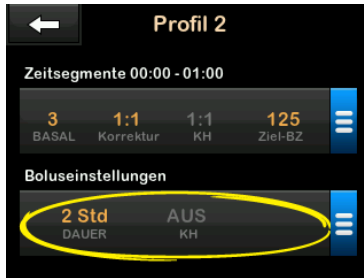 Profil 2
Zeitsegmente 00:00 - 01:00
3 1:1 1:1 125
BASAL Korrektur KH Ziel-BZ
Boluseinstellungen
2 Std AUS
DAUER KH